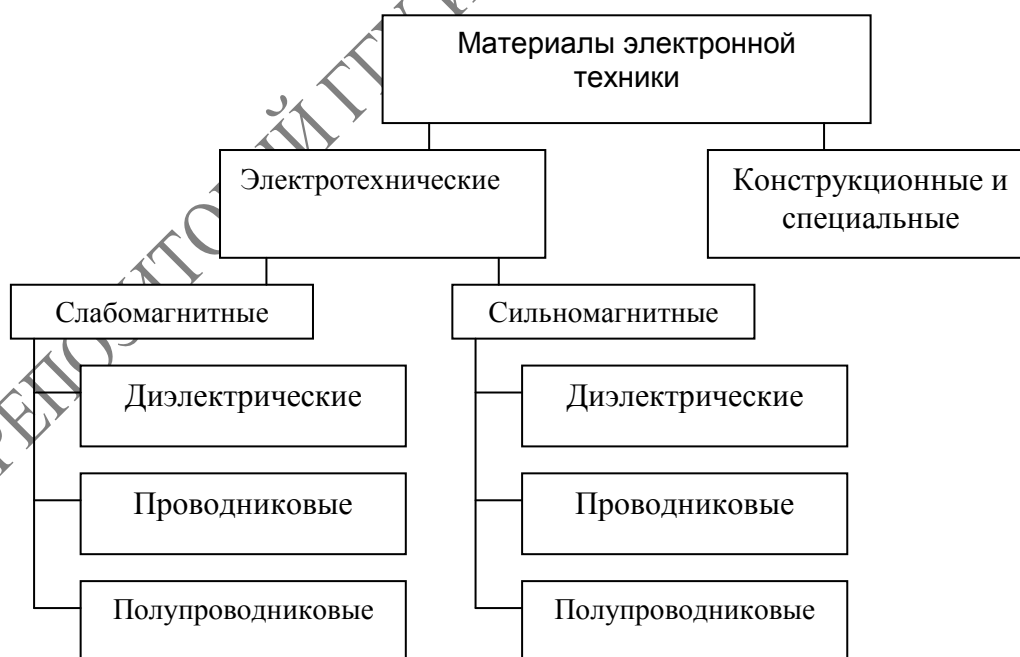 Материалы электронной
техники
Электротехнические
Конструкционные и
специальные
Слабомагнитные
Сильномагнитные
Диэлектрические
Диэлектрические
Проводниковые
Проводниковые
Полупроводниковые
Полупроводниковые